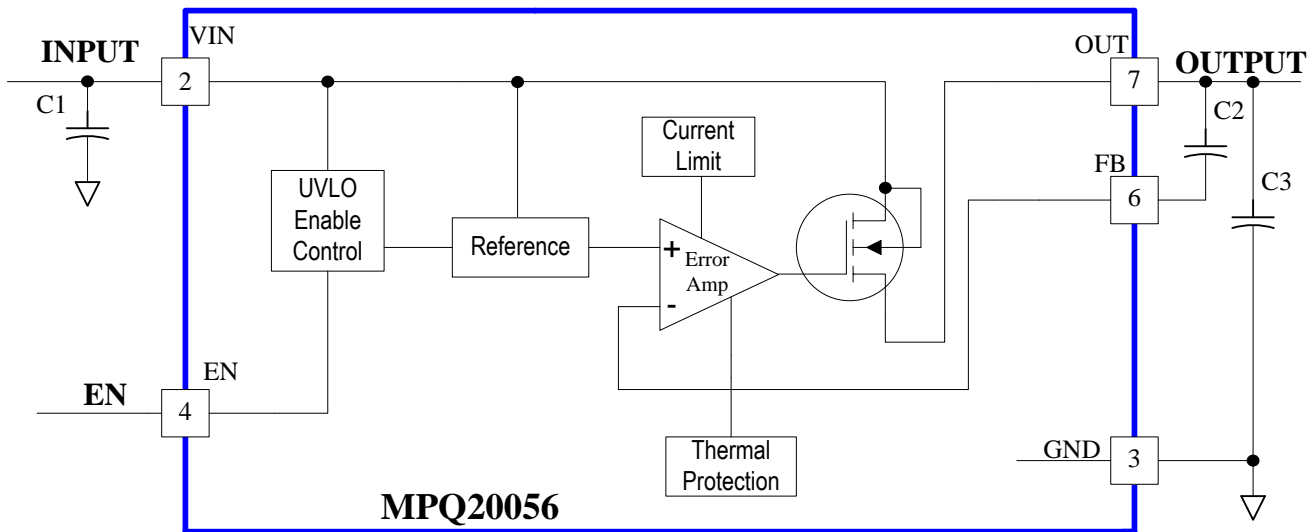 VIN
OUT
INPUT
2
7
OUTPUT
C1
C2
Current
Limit
FB
6
C3
UVLO
Enable
Control
Reference
+
Error
Amp
-
EN
EN
4
Thermal
Protection
GND
3
MPQ20056